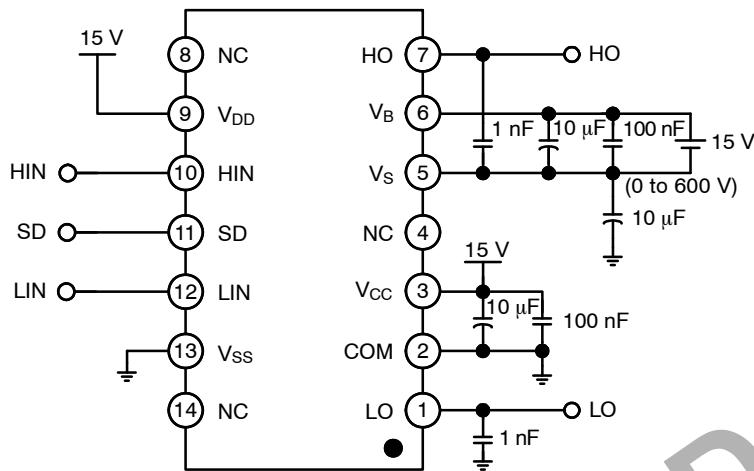 15 V
8 NC
9 VDD
HIN 10 HIN
SD 11 SD
LIN 12 LIN
13 VSS
14 NC
HO 7 HO
VB 6
1 nF 10 μF 100 nF 15 V
VS 5
(0 to 600 V)
10 μF
NC 4
15 V
VCC 3
10 μF
100 nF
COM 2
LO 1 LO
1 nF